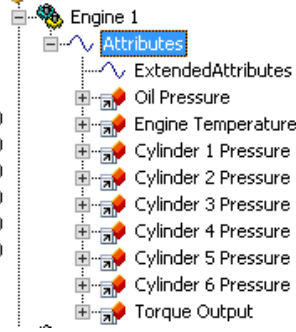 Engine 1
Attributes
ExtendedAttributes
Oil Pressure
Engine Temperature
Cylinder 1 Pressure
Cylinder 2 Pressure
Cylinder 3 Pressure
Cylinder 4 Pressure
Cylinder 5 Pressure
Cylinder 6 Pressure
Torque Output